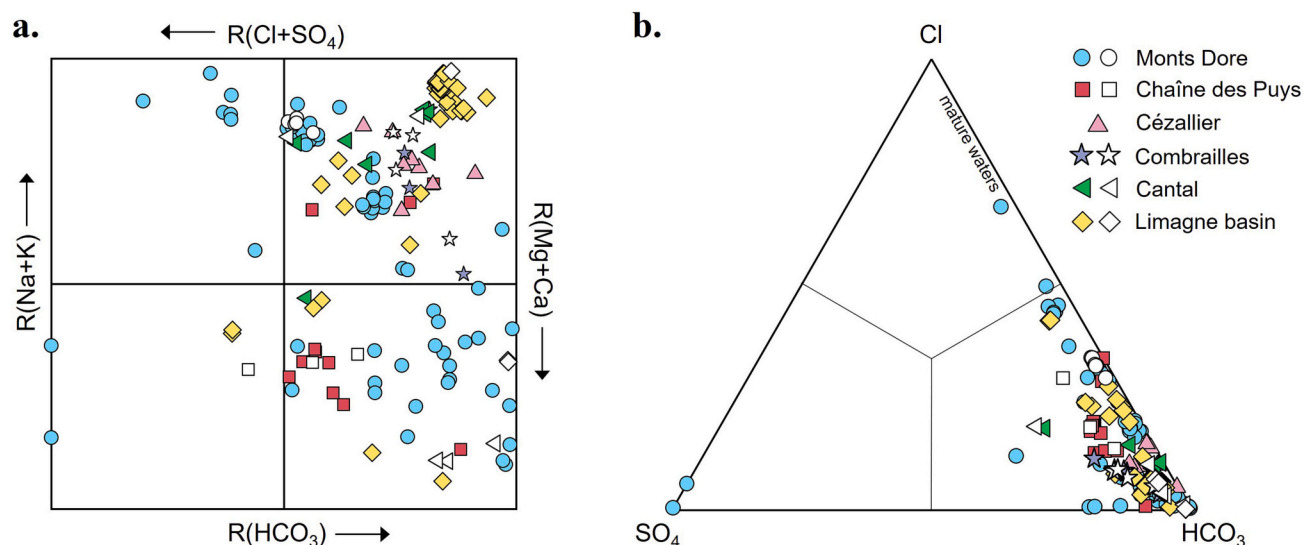 a.
R(Cl+SO₄)
R(Na+K)
R(Mg+Ca)
R(HCO₃)
b.
Cl
mature waters
SO₄
HCO₃
Monts Dore
Chaîne des Puys
Cézallier
Combrailles
Cantal
Limagne basin